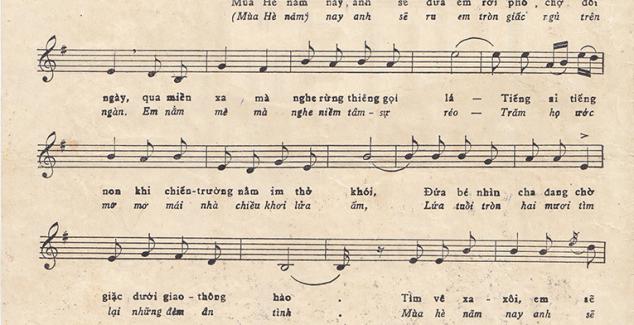 Mùa Hè năm nay, anh sẽ đưa em rời phố, chợ đôi
(Mùa Hè năm) nay anh sẽ ru em tròn giấc ngủ trên
ngày, qua miền xa mà nghe rừng thiêng gọi lá — Tiếng nỉ tiếng
ngàn. Em nằm mê mà nghe niềm tâm-sự réo — Trăm họ ước
non khi chiến-trường nằm im thở khói, Đứa bé nhìn cha đang chờ
mơ mơ mái nhà chiều khơi lửa ấm, Lứa tuổi tròn hai mươi tìm
giặc dưới giao-thông hào . Tìm về xa-xôi, em sẽ
lại những đêm ân tình . Mùa hè năm nay anh sẽ